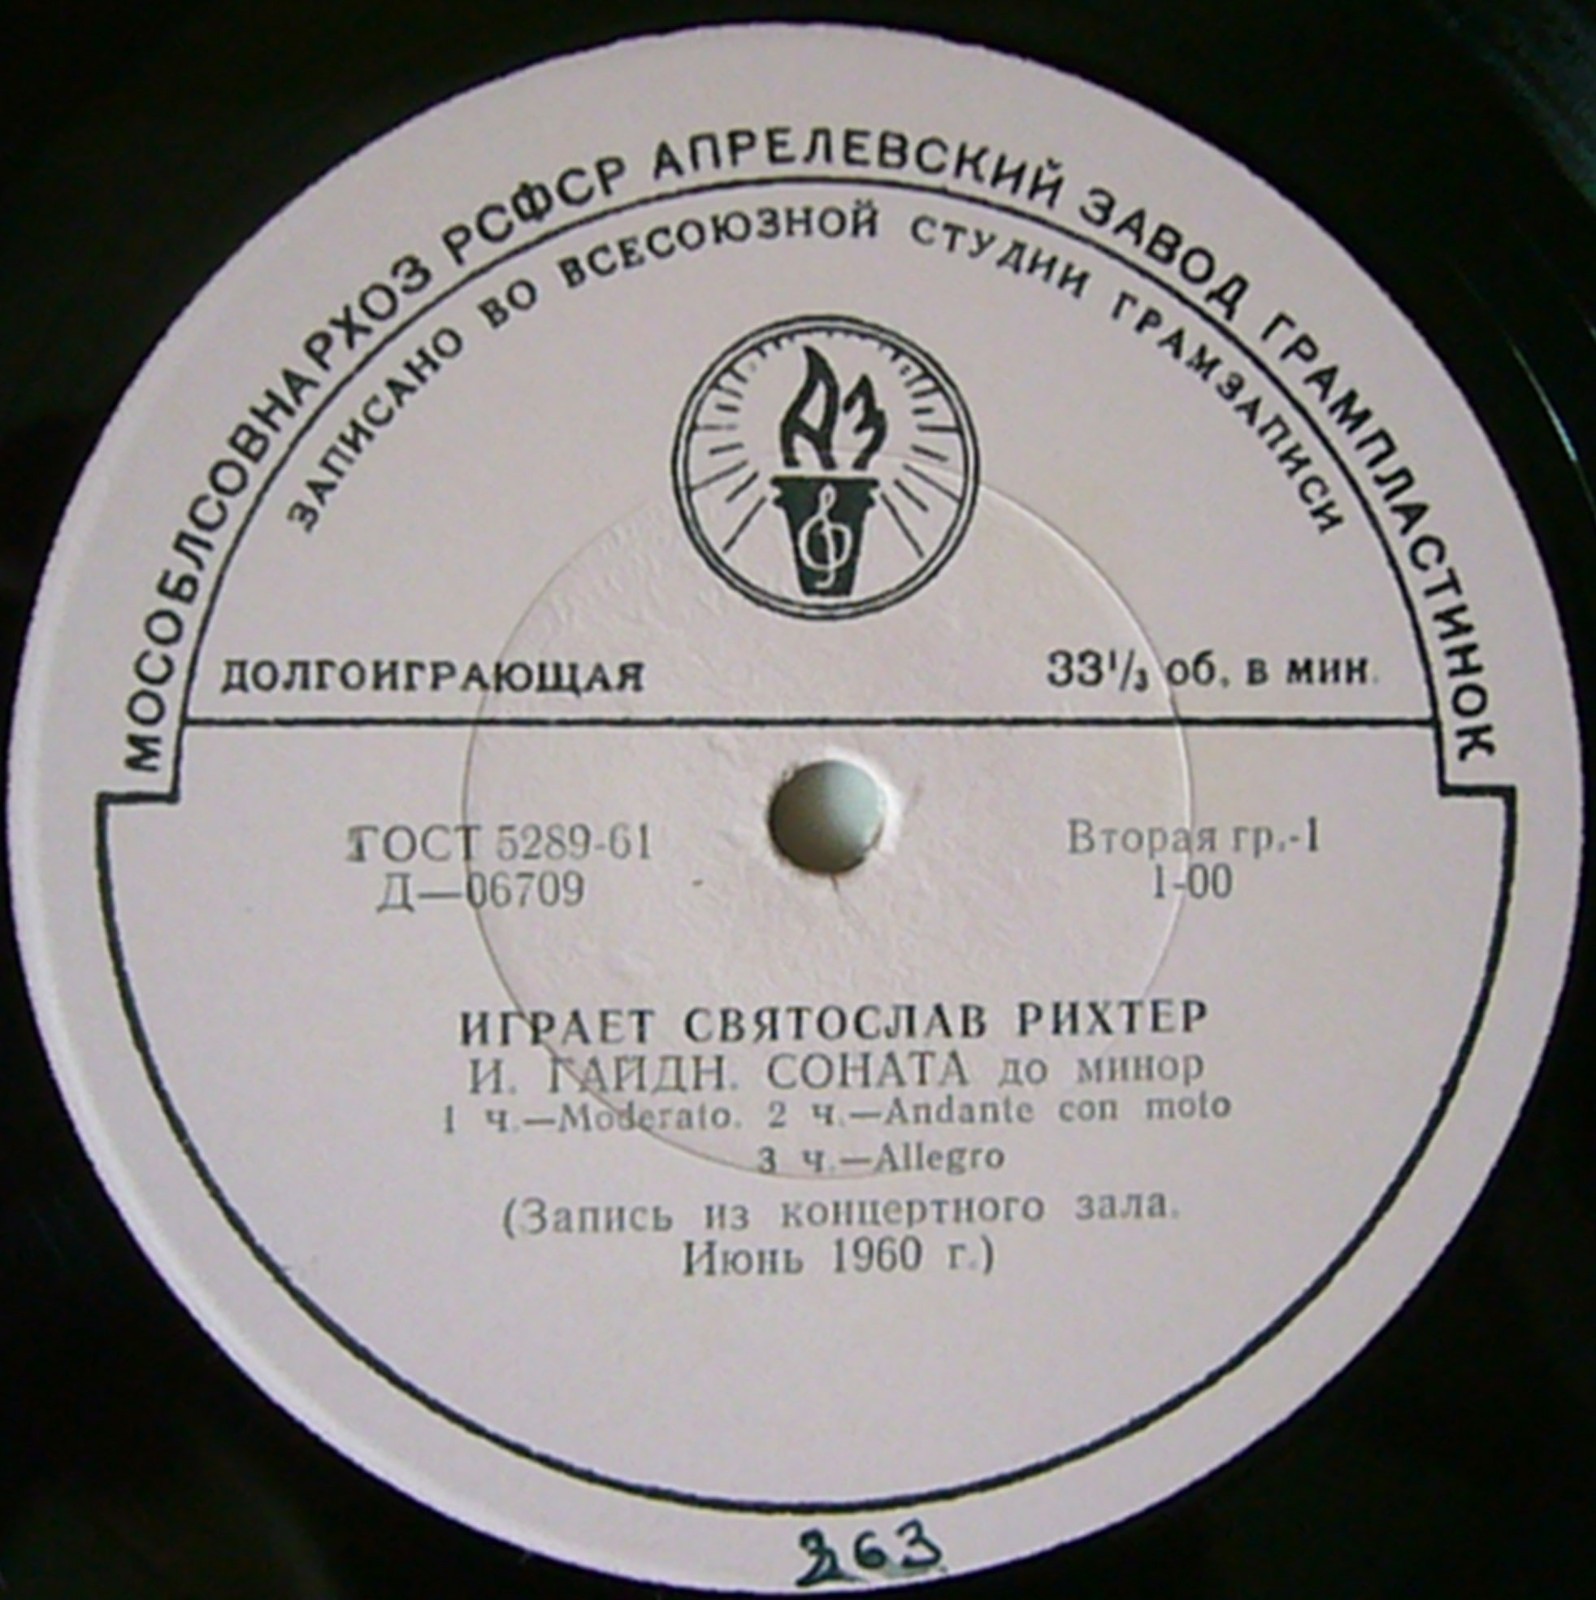 МОСОБЛСОВНАРХОЗ РСФСР АПРЕЛЕВСКИЙ ЗАВОД ГРАМПЛАСТИНОК
ЗАПИСАНО ВО ВСЕСОЮЗНОЙ СТУДИИ ГРАМЗАПИСИ
АЗ
ДОЛГОИГРАЮЩАЯ 33⅓ об. в мин.
ГОСТ 5289-61 Вторая гр.-1
Д—06709 1-00
ИГРАЕТ СВЯТОСЛАВ РИХТЕР
И. ГАЙДН. СОНАТА до минор
1 ч.—Moderato. 2 ч.—Andante con moto
3 ч.—Allegro
(Запись из концертного зала.
Июнь 1960 г.)
263